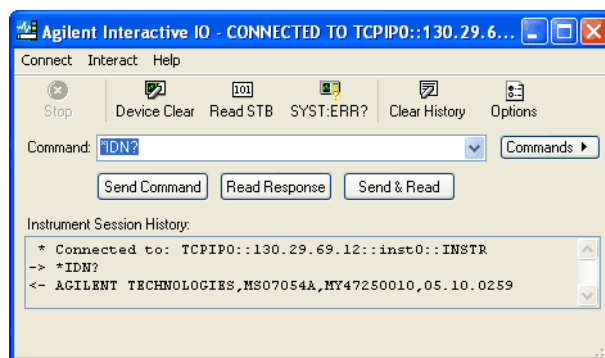 Agilent Interactive IO - CONNECTED TO TCPIP0::130.29.6...
Connect Interact Help
Stop Device Clear Read STB SYST:ERR? Clear History Options
Command: *IDN? Commands
Send Command Read Response Send & Read
Instrument Session History:
* Connected to: TCPIP0::130.29.69.12::inst0::INSTR
-> *IDN?
<- AGILENT TECHNOLOGIES,MSO7054A,MY47250010,05.10.0259